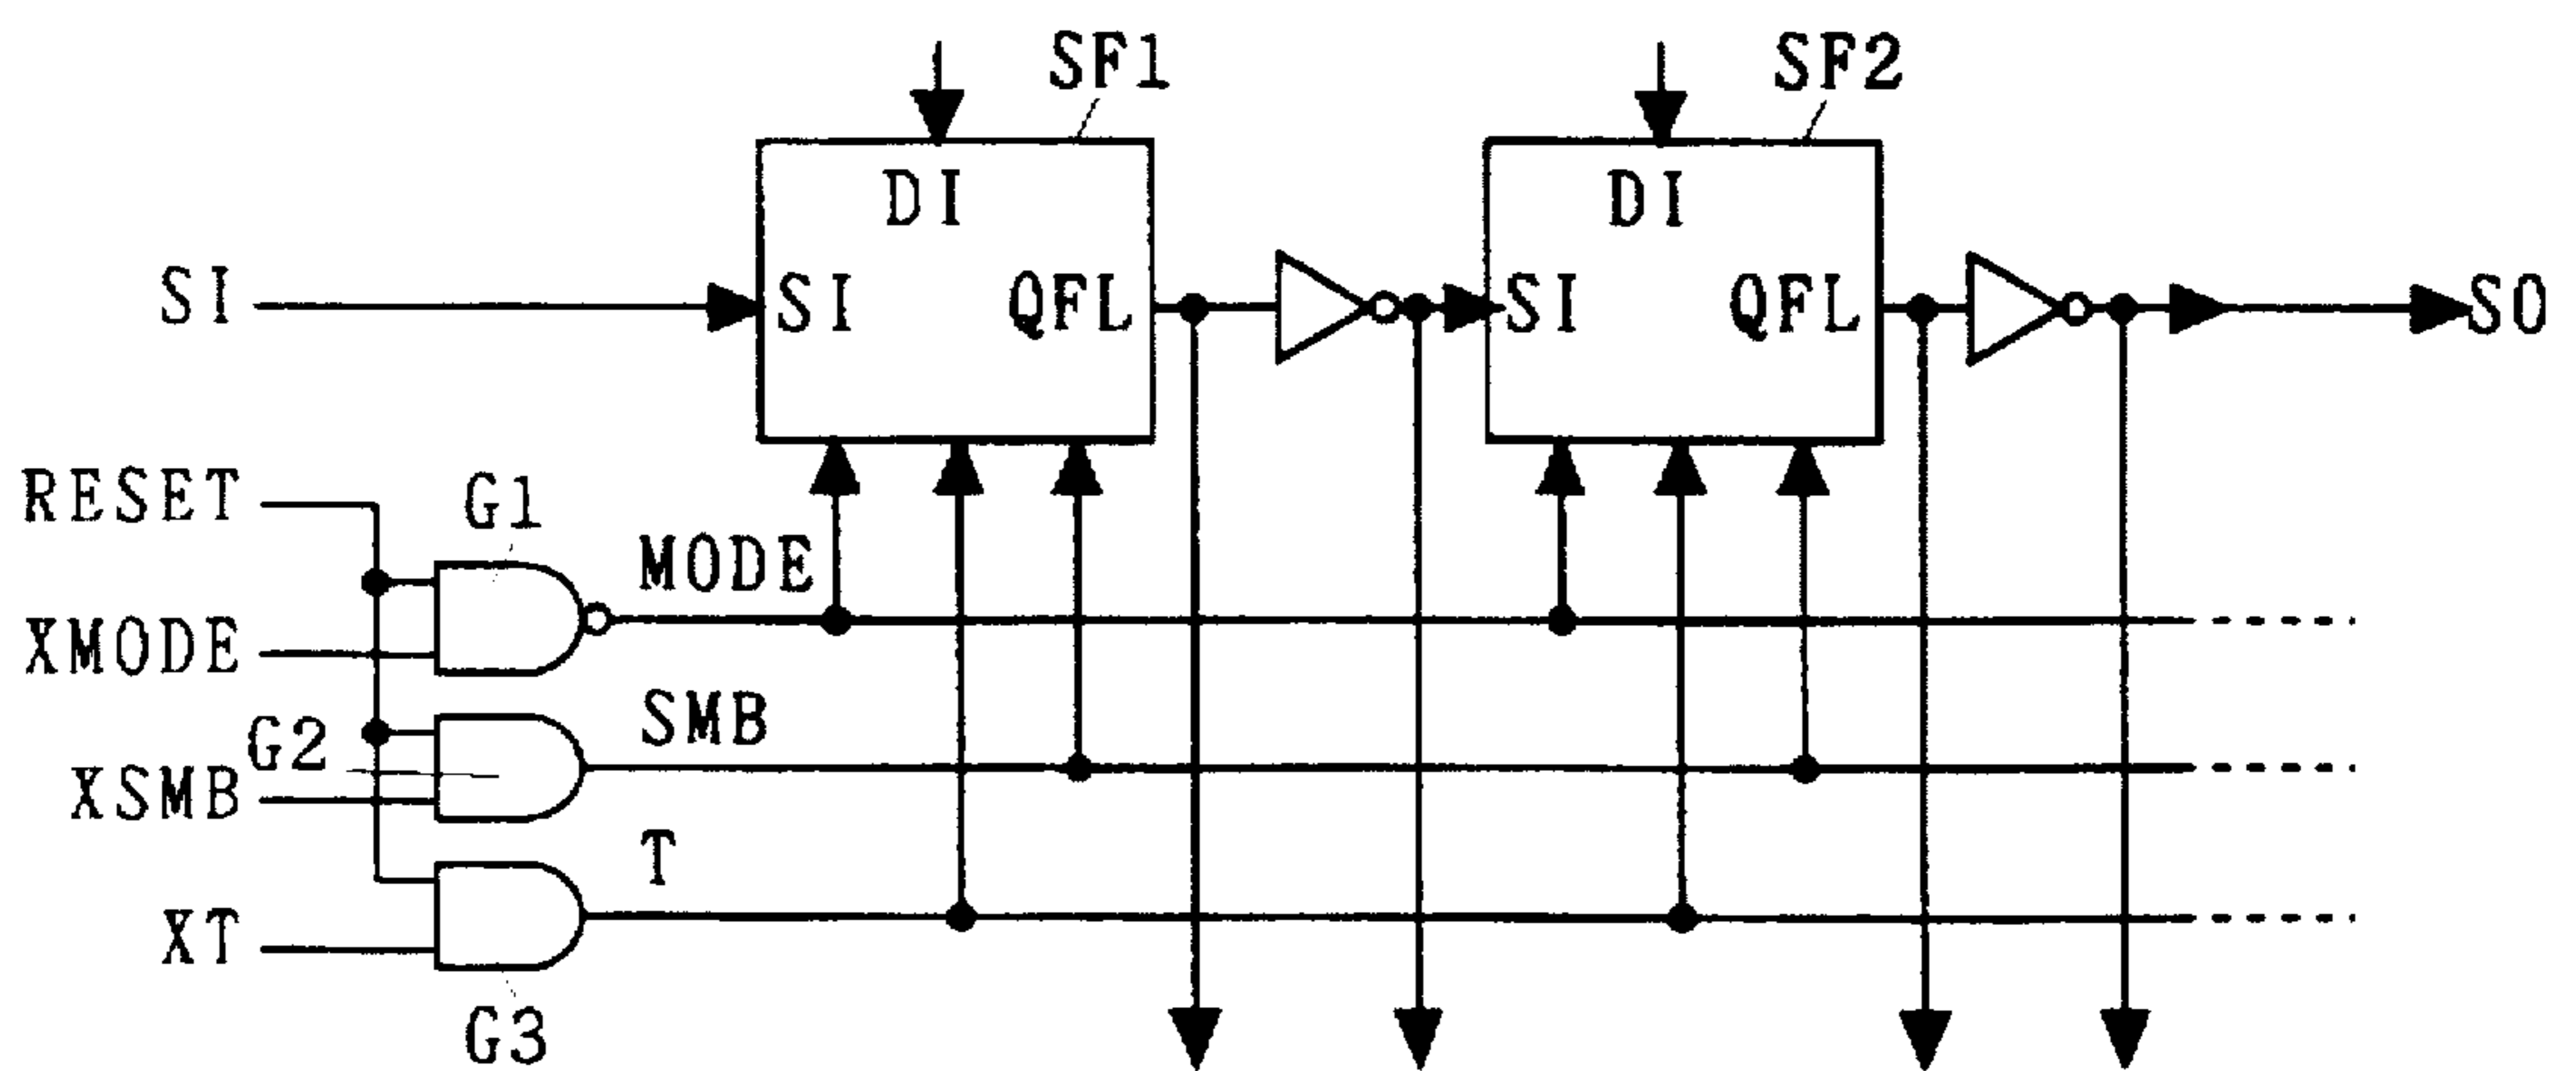 SF1
SF2
DI
DI
SI
SI
QFL
SI
QFL
SO
RESET
G1
MODE
XMODE
SMB
G2
XSMB
T
XT
G3